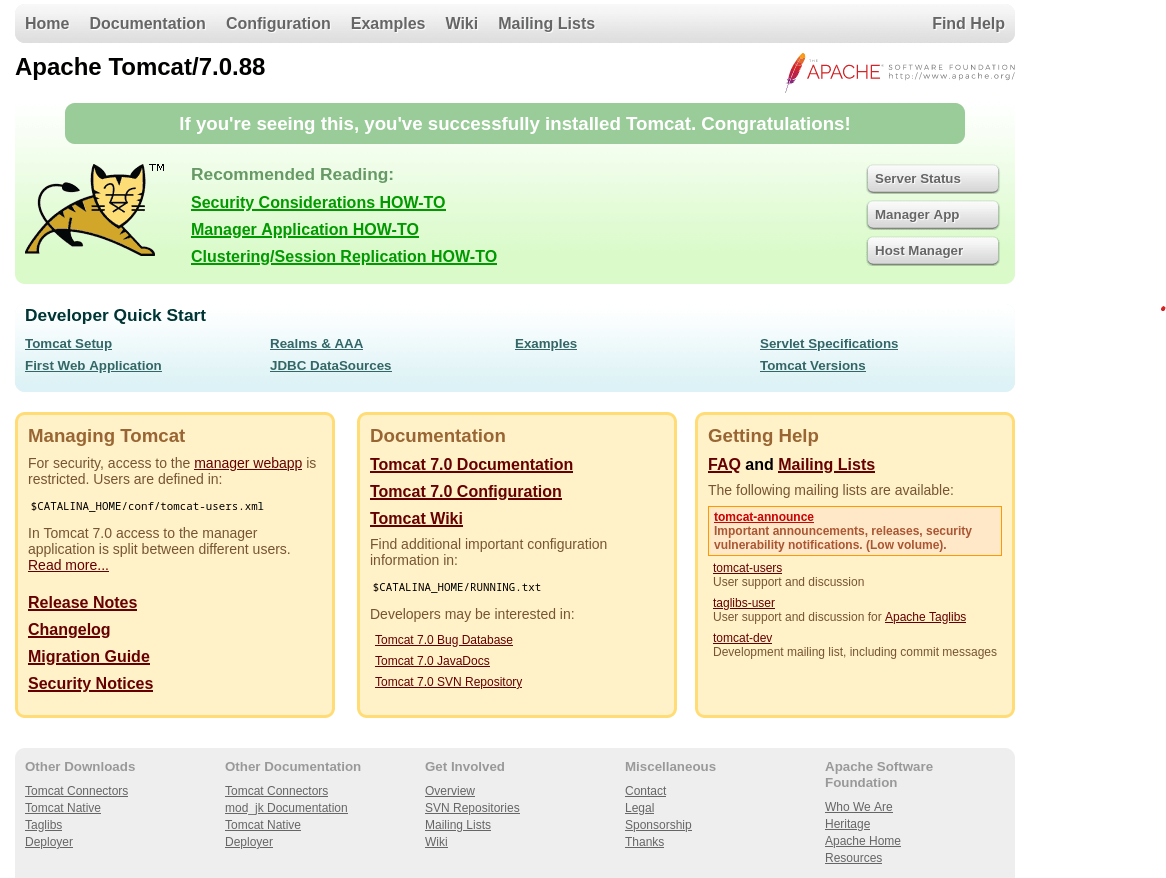 Home Documentation Configuration Examples Wiki Mailing Lists Find Help
Apache Tomcat/7.0.88
THE
APACHE SOFTWARE FOUNDATION
http://www.apache.org/
If you're seeing this, you've successfully installed Tomcat. Congratulations!
TM
Recommended Reading:
Security Considerations HOW-TO
Manager Application HOW-TO
Clustering/Session Replication HOW-TO
Server Status
Manager App
Host Manager
Developer Quick Start
Tomcat Setup
First Web Application
Realms & AAA
JDBC DataSources
Examples
Servlet Specifications
Tomcat Versions
Managing Tomcat
For security, access to the manager webapp is
restricted. Users are defined in:
$CATALINA_HOME/conf/tomcat-users.xml
In Tomcat 7.0 access to the manager
application is split between different users.
Read more...
Release Notes
Changelog
Migration Guide
Security Notices
Documentation
Tomcat 7.0 Documentation
Tomcat 7.0 Configuration
Tomcat Wiki
Find additional important configuration
information in:
$CATALINA_HOME/RUNNING.txt
Developers may be interested in:
Tomcat 7.0 Bug Database
Tomcat 7.0 JavaDocs
Tomcat 7.0 SVN Repository
Getting Help
FAQ and Mailing Lists
The following mailing lists are available:
tomcat-announce
Important announcements, releases, security
vulnerability notifications. (Low volume).
tomcat-users
User support and discussion
taglibs-user
User support and discussion for Apache Taglibs
tomcat-dev
Development mailing list, including commit messages
Other Downloads
Tomcat Connectors
Tomcat Native
Taglibs
Deployer
Other Documentation
Tomcat Connectors
mod_jk Documentation
Tomcat Native
Deployer
Get Involved
Overview
SVN Repositories
Mailing Lists
Wiki
Miscellaneous
Contact
Legal
Sponsorship
Thanks
Apache Software
Foundation
Who We Are
Heritage
Apache Home
Resources